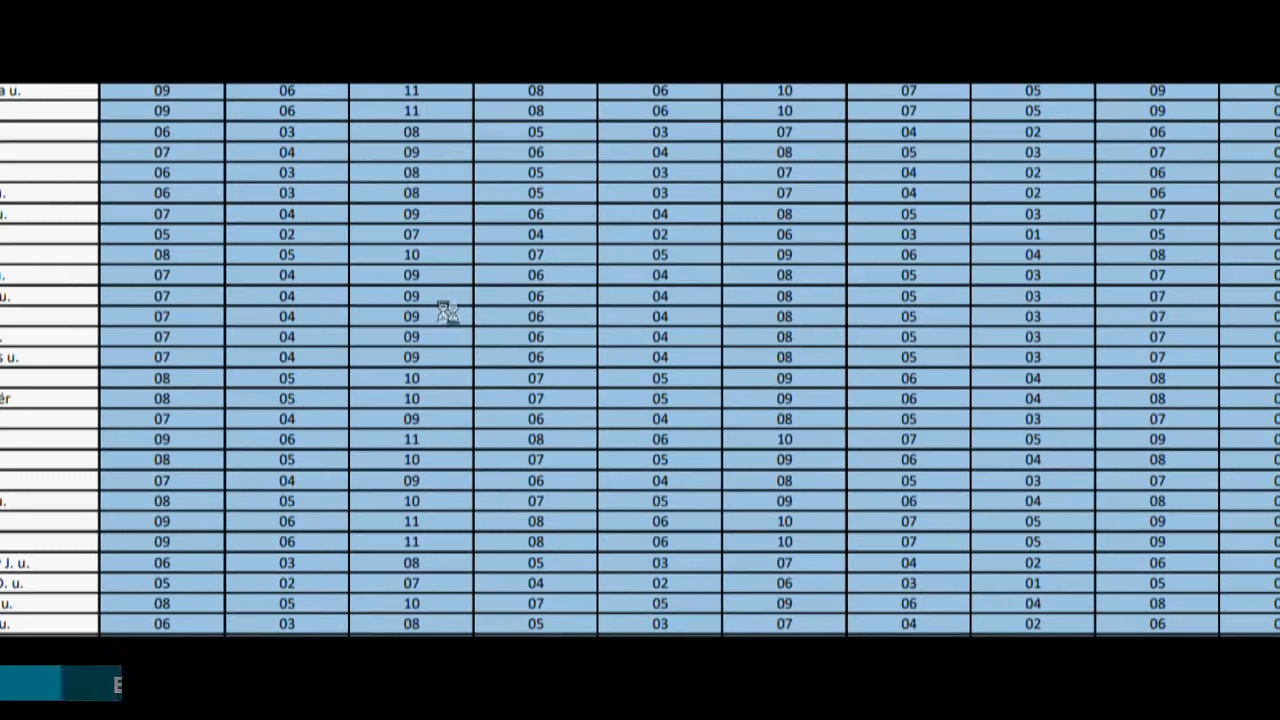 a u. 09 06 11 08 06 10 07 05 09
09 06 11 08 06 10 07 05 09
06 03 08 05 03 07 04 02 06
07 04 09 06 04 08 05 03 07
06 03 08 05 03 07 04 02 06
06 03 08 05 03 07 04 02 06
u. 07 04 09 06 04 08 05 03 07
05 02 07 04 02 06 03 01 05
08 05 10 07 05 09 06 04 08
07 04 09 06 04 08 05 03 07
u. 07 04 09 06 04 08 05 03 07
07 04 09 06 04 08 05 03 07
07 04 09 06 04 08 05 03 07
s u. 07 04 09 06 04 08 05 03 07
08 05 10 07 05 09 06 04 08
ér 08 05 10 07 05 09 06 04 08
07 04 09 06 04 08 05 03 07
09 06 11 08 06 10 07 05 09
08 05 10 07 05 09 06 04 08
07 04 09 06 04 08 05 03 07
u. 08 05 10 07 05 09 06 04 08
09 06 11 08 06 10 07 05 09
09 06 11 08 06 10 07 05 09
J. u. 06 03 08 05 03 07 04 02 06
D. u. 05 02 07 04 02 06 03 01 05
u. 08 05 10 07 05 09 06 04 08
u. 06 03 08 05 03 07 04 02 06